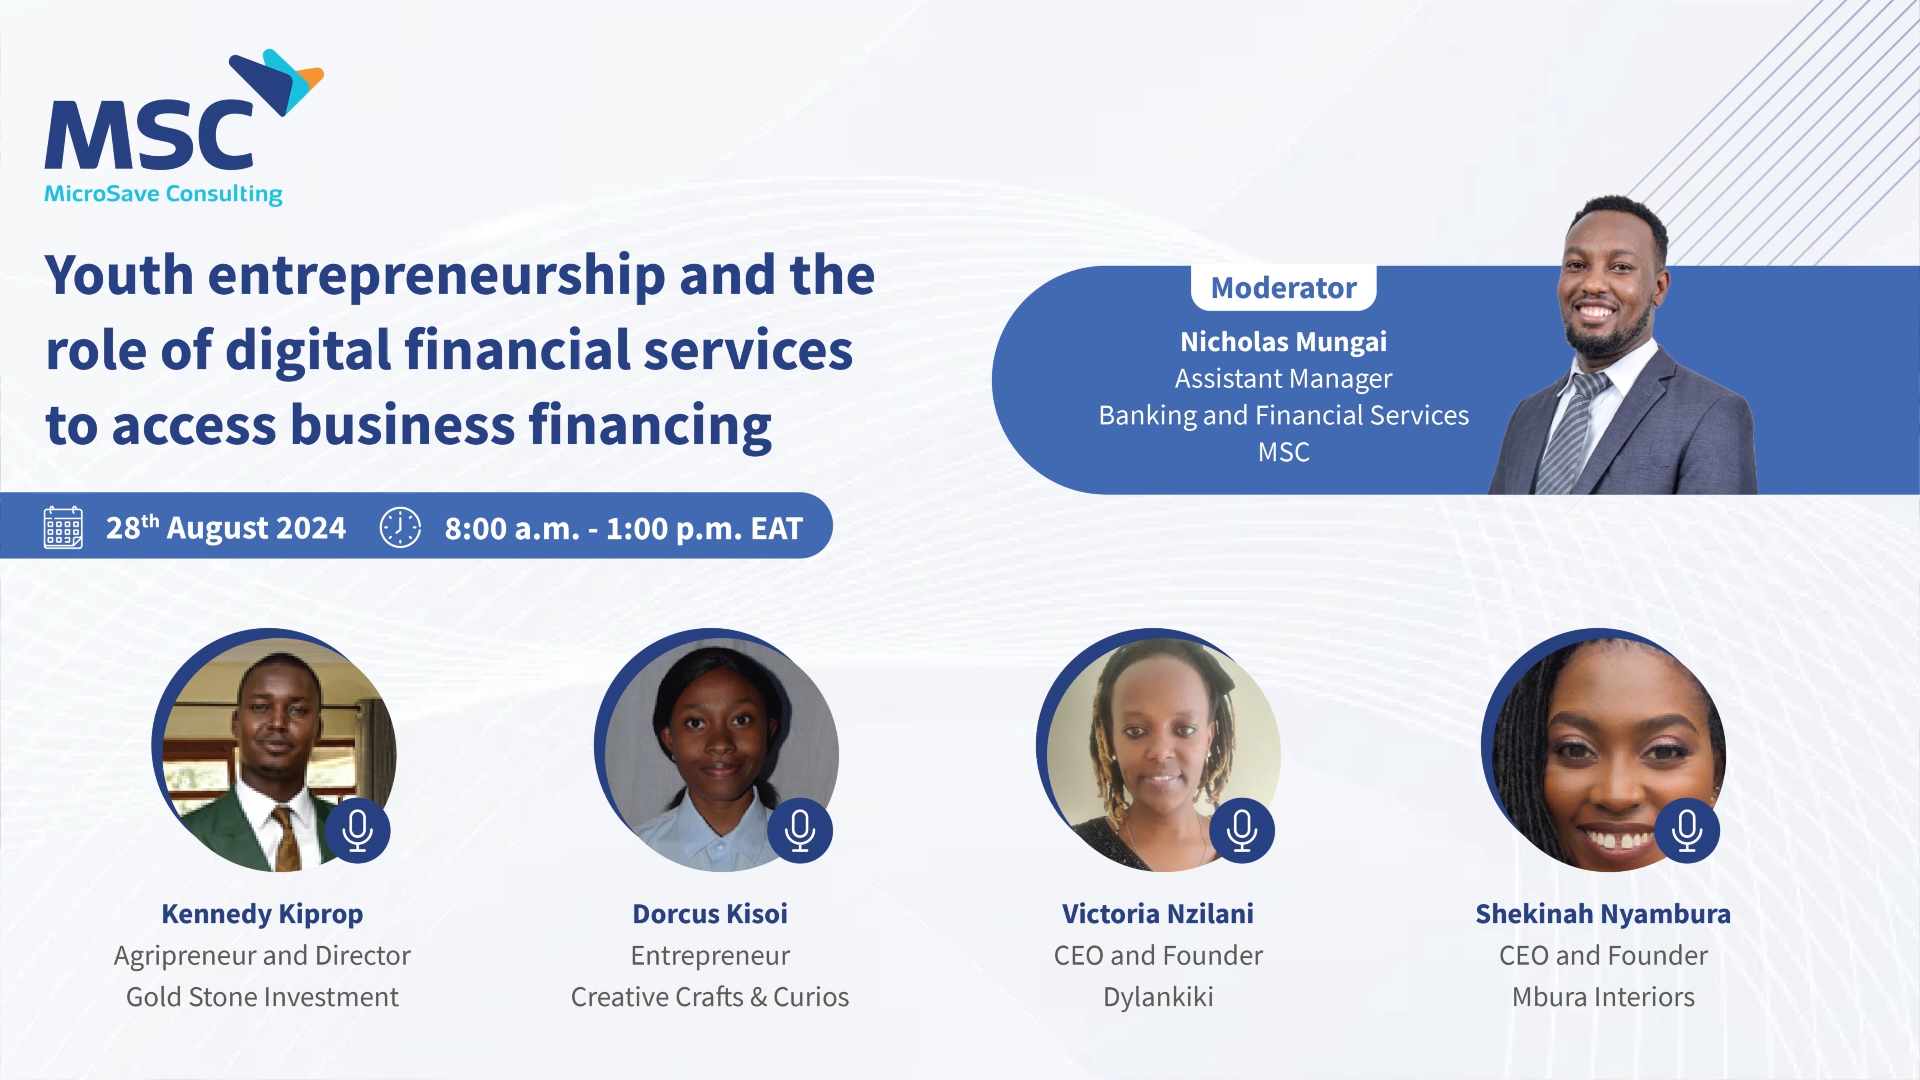 MSC
MicroSave Consulting
Youth entrepreneurship and the
role of digital financial services
to access business financing
28th August 2024
8:00 a.m. - 1:00 p.m. EAT
Moderator
Nicholas Mungai
Assistant Manager
Banking and Financial Services
MSC
Kennedy Kiprop
Agripreneur and Director
Gold Stone Investment
Dorcus Kisoi
Entrepreneur
Creative Crafts & Curios
Victoria Nzilani
CEO and Founder
Dylankiki
Shekinah Nyambura
CEO and Founder
Mbura Interiors